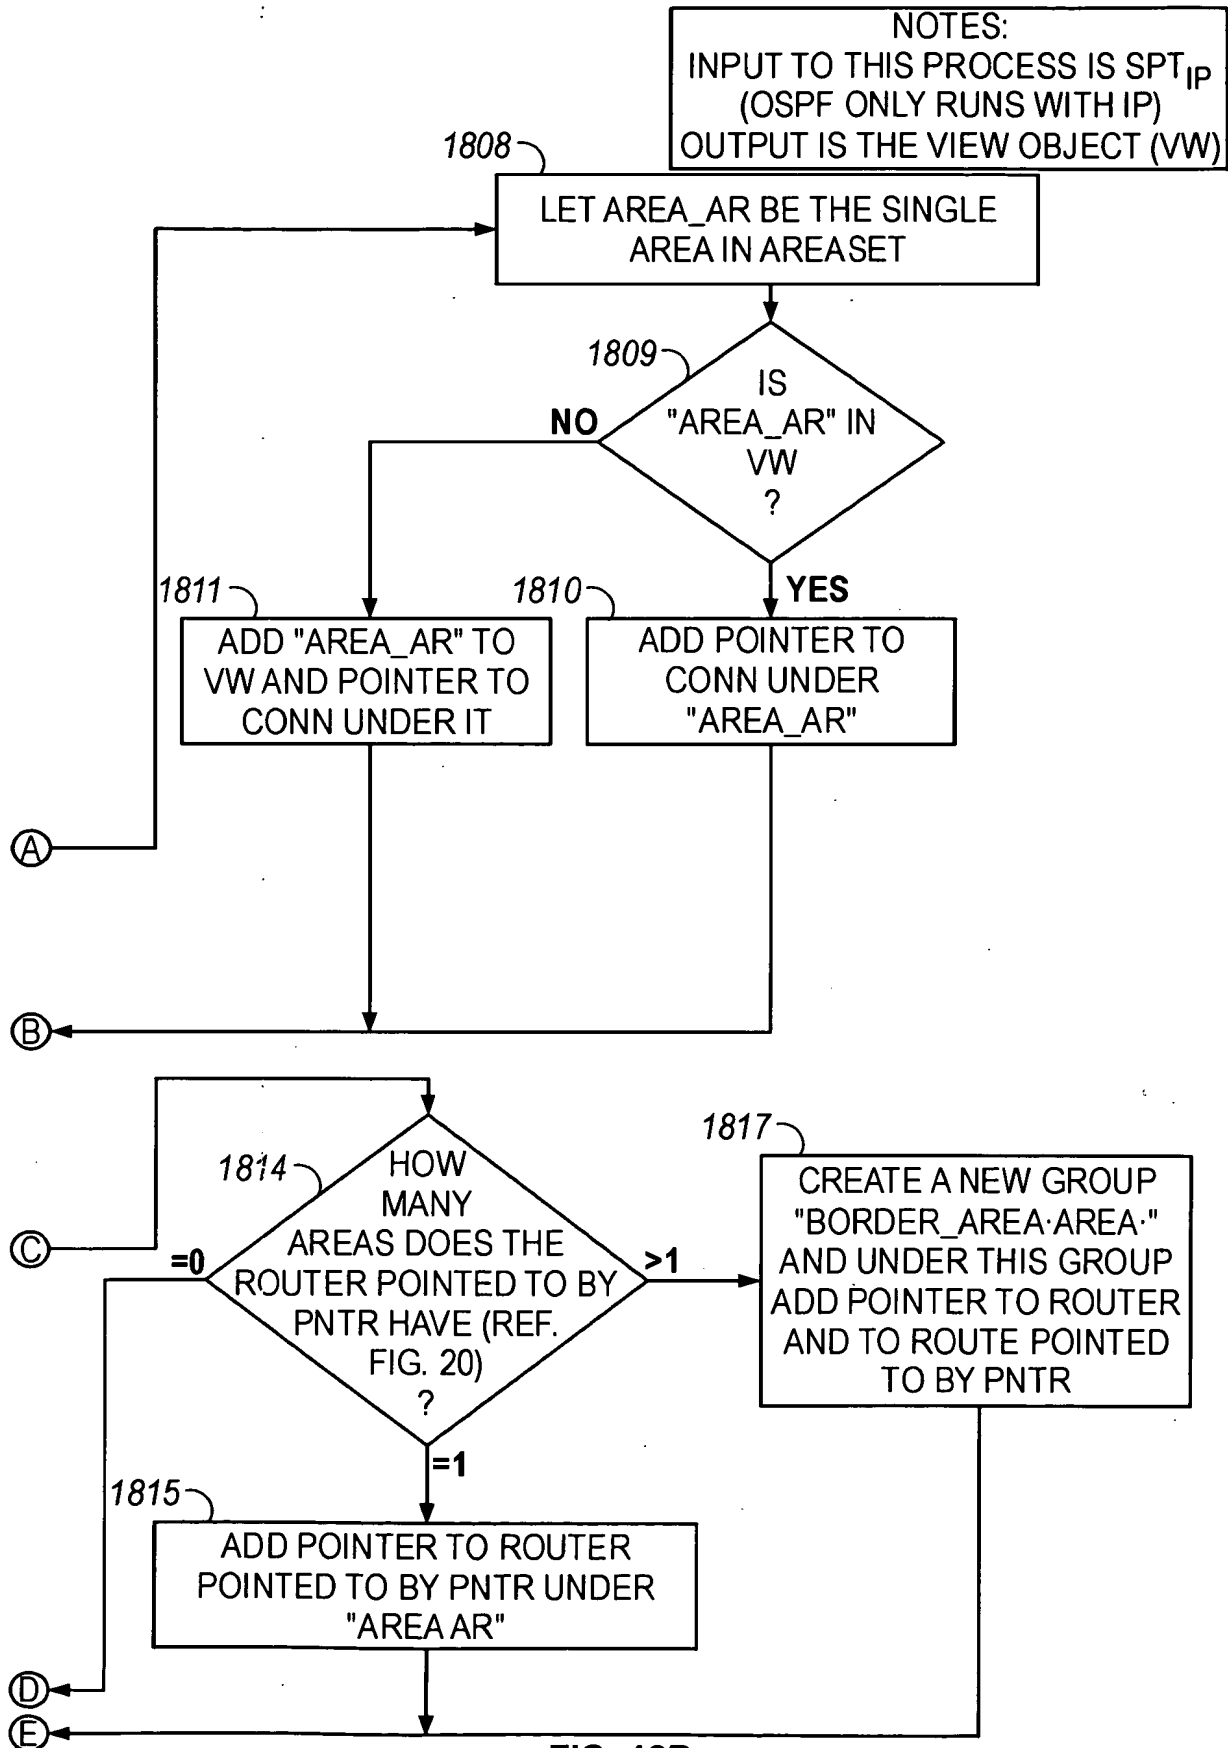 NOTES:
INPUT TO THIS PROCESS IS SPT_IP
(OSPF ONLY RUNS WITH IP)
OUTPUT IS THE VIEW OBJECT (VW)
1808
LET AREA_AR BE THE SINGLE
AREA IN AREASET
1809
IS
"AREA_AR" IN
VW
?
NO
YES
1811
ADD "AREA_AR" TO
VW AND POINTER TO
CONN UNDER IT
1810
ADD POINTER TO
CONN UNDER
"AREA_AR"
A
B
C
1814
HOW
MANY
AREAS DOES THE
ROUTER POINTED TO BY
PNTR HAVE (REF.
FIG. 20)
?
=0
>1
=1
1817
CREATE A NEW GROUP
"BORDER_AREA·AREA·"
AND UNDER THIS GROUP
ADD POINTER TO ROUTER
AND TO ROUTE POINTED
TO BY PNTR
1815
ADD POINTER TO ROUTER
POINTED TO BY PNTR UNDER
"AREA AR"
D
E